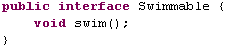 public interface Swimmable {
    void swim();
}